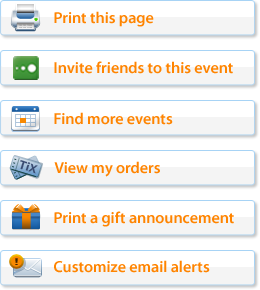 Print this page
Invite friends to this event
Find more events
TiX
View my orders
Print a gift announcement
Customize email alerts